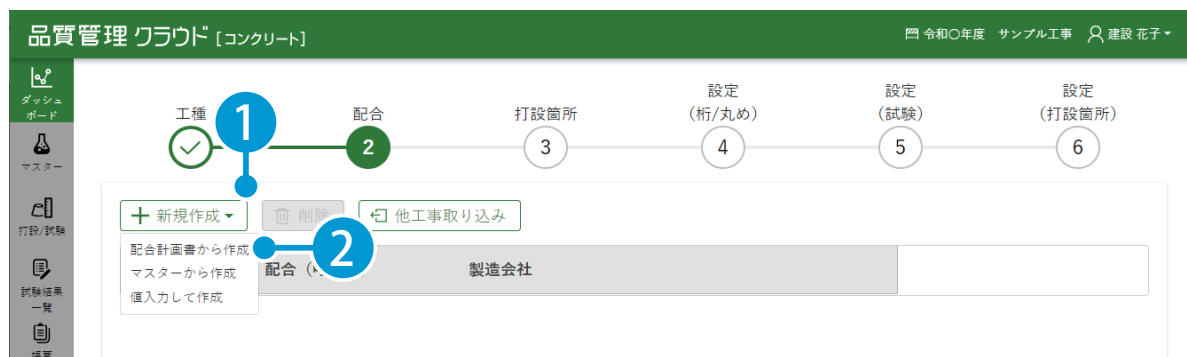 品質管理 クラウド [コンクリート]
令和〇年度 サンプル工事 建設 花子
ダッシュ
ボード
マスター
打設/試験
試験結果
一覧
工種
配合
打設箇所
設定
(桁/丸め)
設定
(試験)
設定
(打設箇所)
2
3
4
5
6
1
新規作成
削除
他工事取り込み
配合計画書から作成
マスターから作成
値入力して作成
2
配合
製造会社